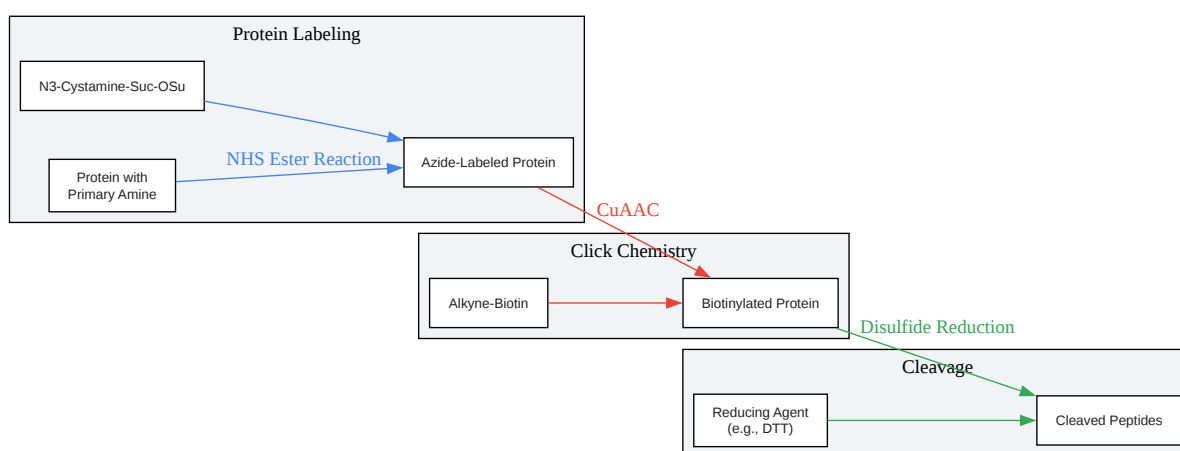 Protein Labeling
N3-Cystamine-Suc-OSu
NHS Ester Reaction
Azide-Labeled Protein
Protein with
Primary Amine
CuAAC
Click Chemistry
Alkyne-Biotin
Biotinylated Protein
Disulfide Reduction
Cleavage
Reducing Agent
(e.g., DTT)
Cleaved Peptides